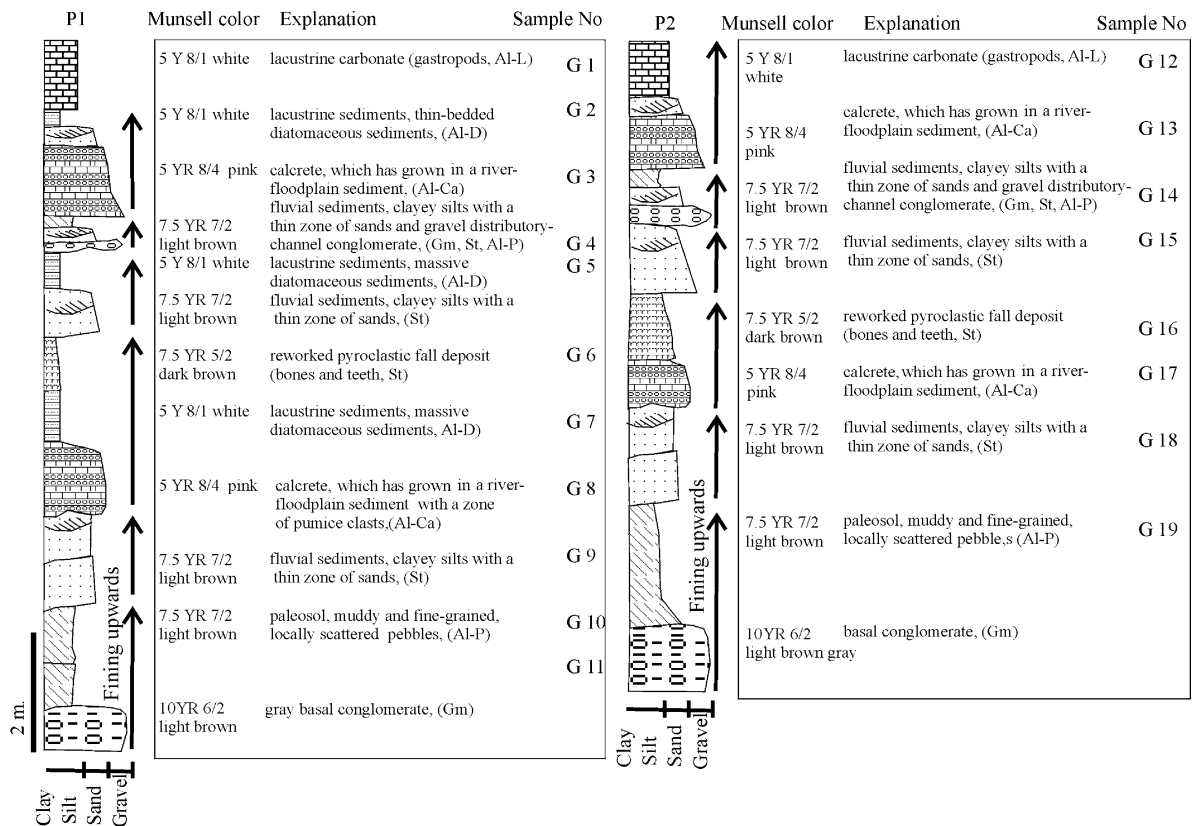 P1
Munsell color
Explanation
Sample No
5 Y 8/1 white
lacustrine carbonate (gastropods, Al-L)
G 1
5 Y 8/1 white
lacustrine sediments, thin-bedded
diatomaceous sediments, (Al-D)
G 2
5 YR 8/4 pink
calcrete, which has grown in a river-
floodplain sediment, (Al-Ca)
G 3
7.5 YR 7/2
light brown
fluvial sediments, clayey silts with a
thin zone of sands and gravel distributary-
channel conglomerate, (Gm, St, Al-P)
G 4
5 Y 8/1 white
lacustrine sediments, massive
diatomaceous sediments, (Al-D)
G 5
7.5 YR 7/2
light brown
fluvial sediments, clayey silts with a
thin zone of sands, (St)
7.5 YR 5/2
dark brown
reworked pyroclastic fall deposit
(bones and teeth, St)
G 6
5 Y 8/1 white
lacustrine sediments, massive
diatomaceous sediments, Al-D)
G 7
5 YR 8/4 pink
calcrete, which has grown in a river-
floodplain sediment with a zone
of pumice clasts,(Al-Ca)
G 8
7.5 YR 7/2
light brown
fluvial sediments, clayey silts with a
thin zone of sands, (St)
G 9
7.5 YR 7/2
light brown
paleosol, muddy and fine-grained,
locally scattered pebbles, (Al-P)
G 10
G 11
10YR 6/2
light brown
gray basal conglomerate, (Gm)
Fining upwards
2 m.
Clay
Silt
Sand
Gravel
P2
Munsell color
Explanation
Sample No
5 Y 8/1
white
lacustrine carbonate (gastropods, Al-L)
G 12
5 YR 8/4
pink
calcrete, which has grown in a river-
floodplain sediment, (Al-Ca)
G 13
7.5 YR 7/2
light brown
fluvial sediments, clayey silts with a
thin zone of sands and gravel distributary-
channel conglomerate, (Gm, St, Al-P)
G 14
7.5 YR 7/2
light brown
fluvial sediments, clayey silts with a
thin zone of sands, (St)
G 15
7.5 YR 5/2
dark brown
reworked pyroclastic fall deposit
(bones and teeth, St)
G 16
5 YR 8/4
pink
calcrete, which has grown in a river-
floodplain sediment, (Al-Ca)
G 17
7.5 YR 7/2
light brown
fluvial sediments, clayey silts with a
thin zone of sands, (St)
G 18
7.5 YR 7/2
light brown
paleosol, muddy and fine-grained,
locally scattered pebble,s (Al-P)
G 19
10YR 6/2
light brown gray
basal conglomerate, (Gm)
Fining upwards
Clay
Silt
Sand
Gravel